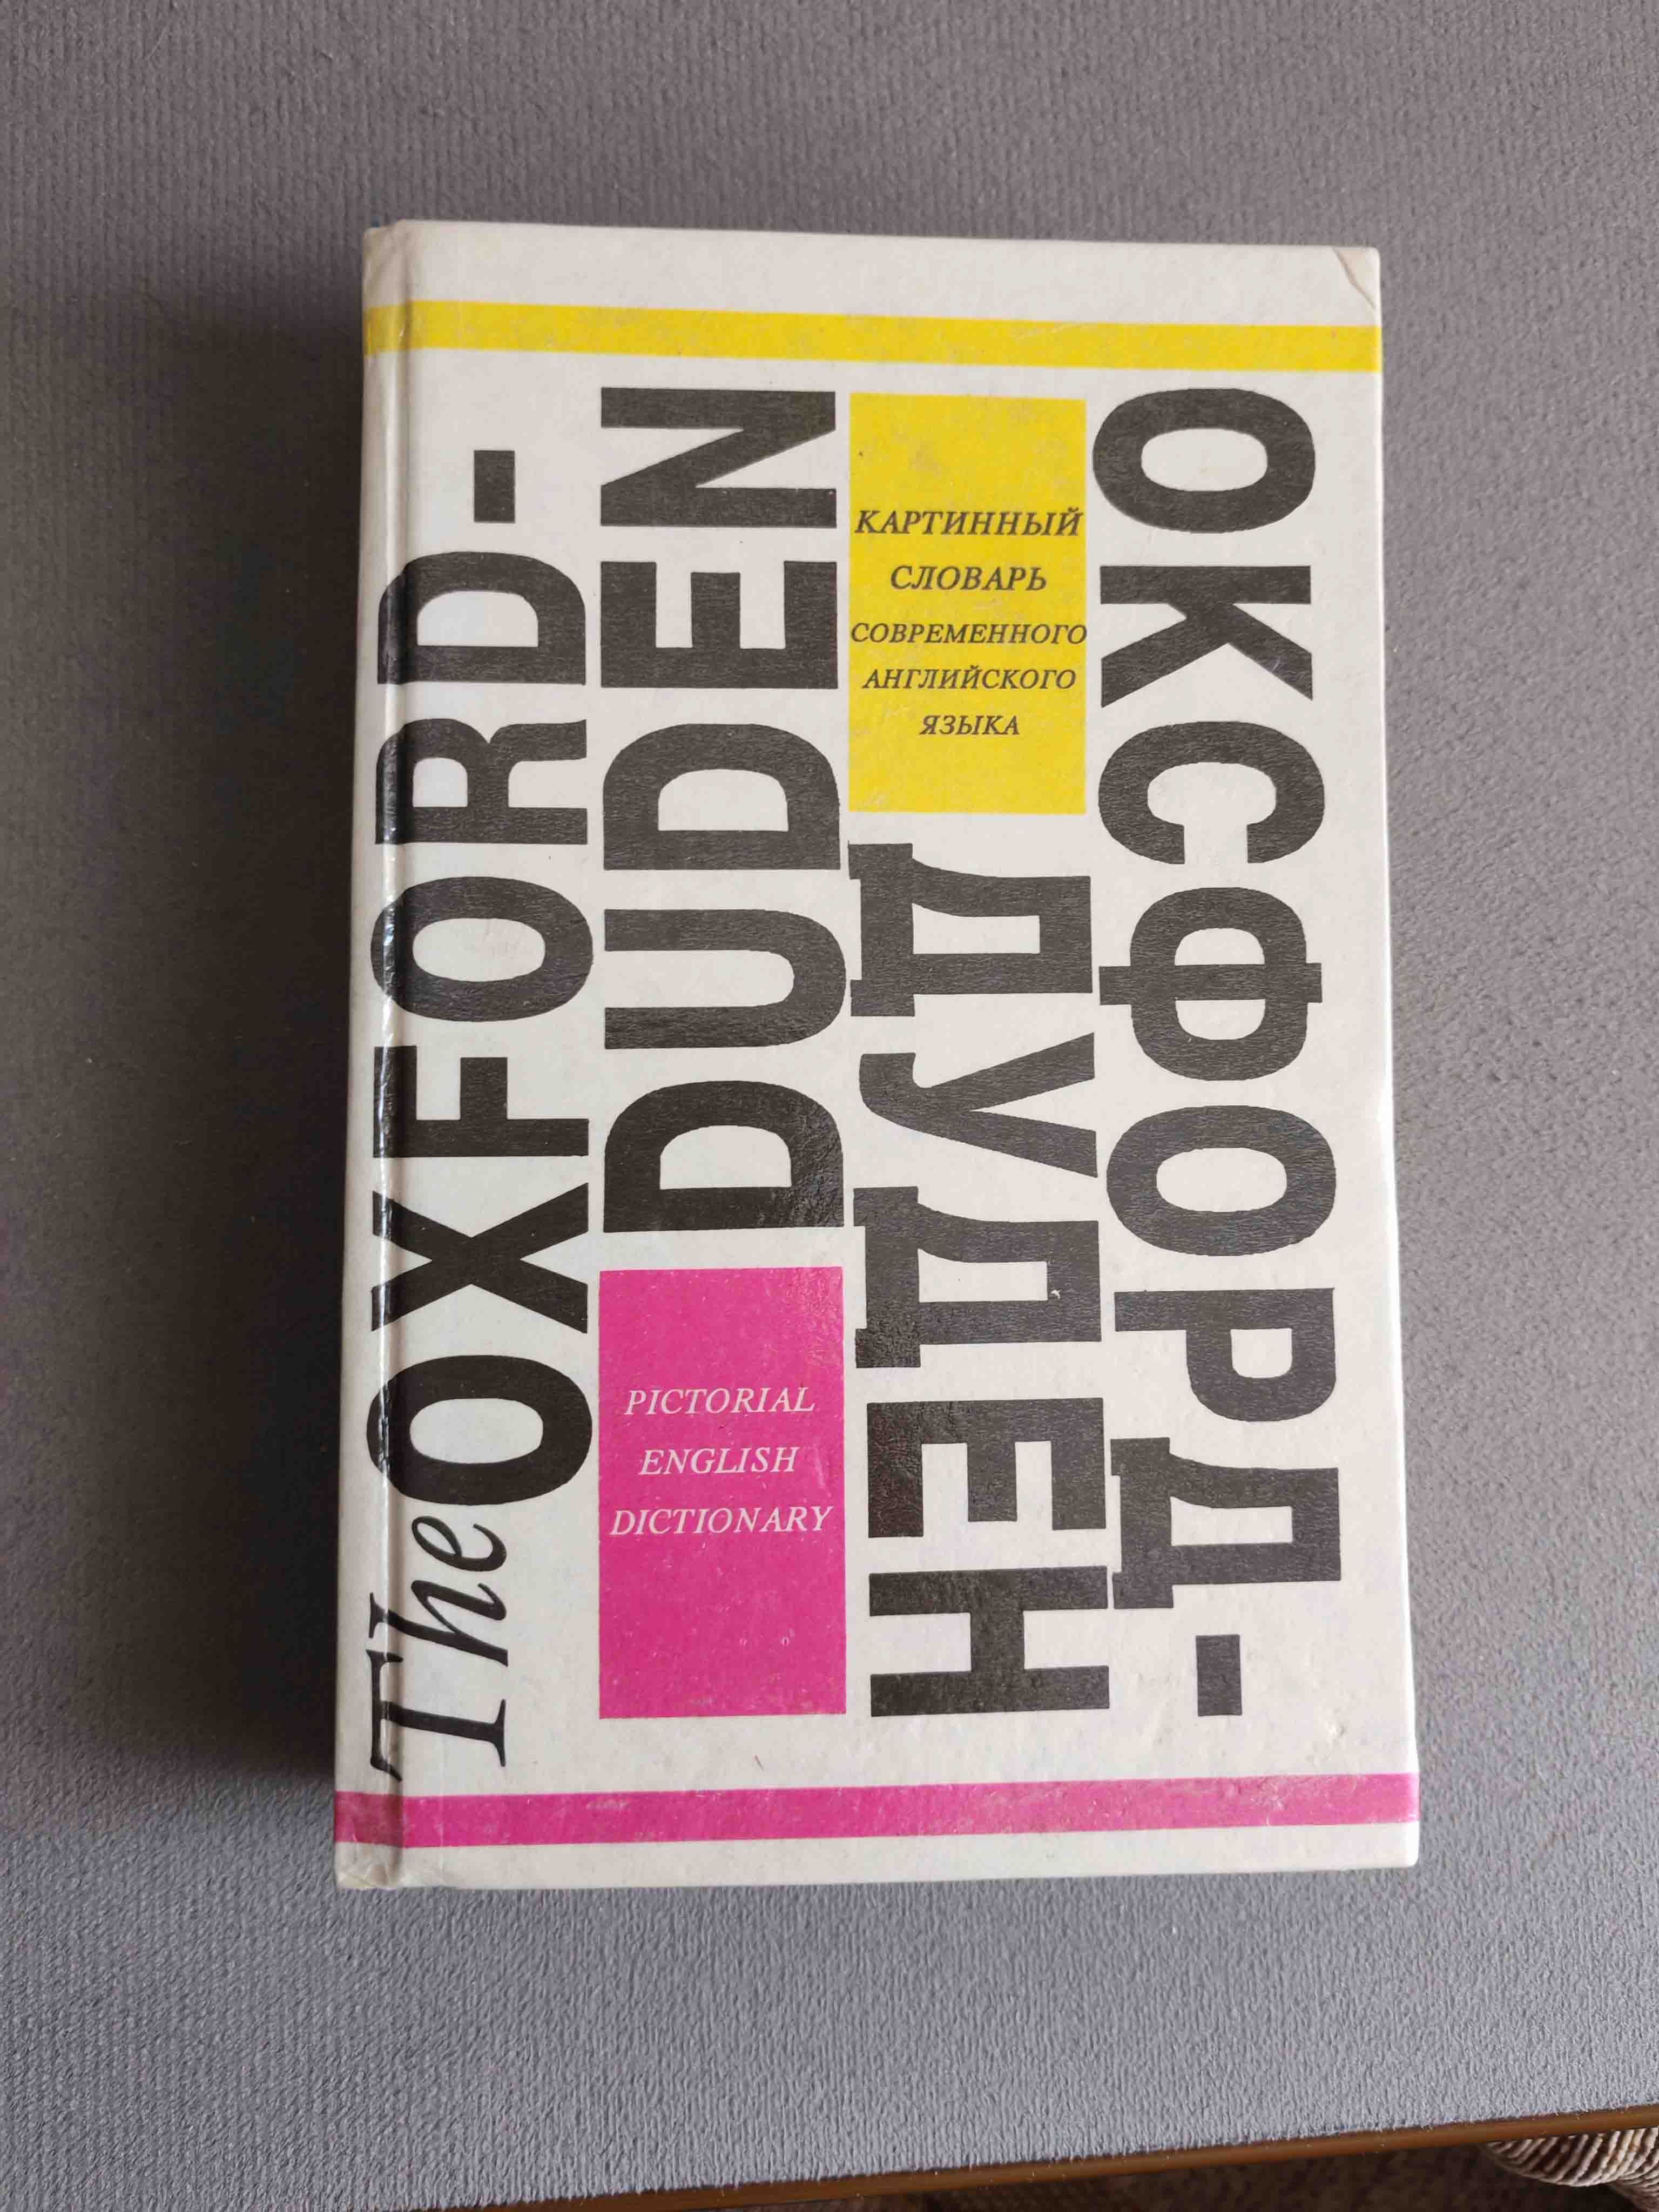 The OXFORD-
DUDEN
PICTORIAL
ENGLISH
DICTIONARY
ОКСФОРД-
ДУДЕН
КАРТИННЫЙ
СЛОВАРЬ
СОВРЕМЕННОГО
АНГЛИЙСКОГО
ЯЗЫКА